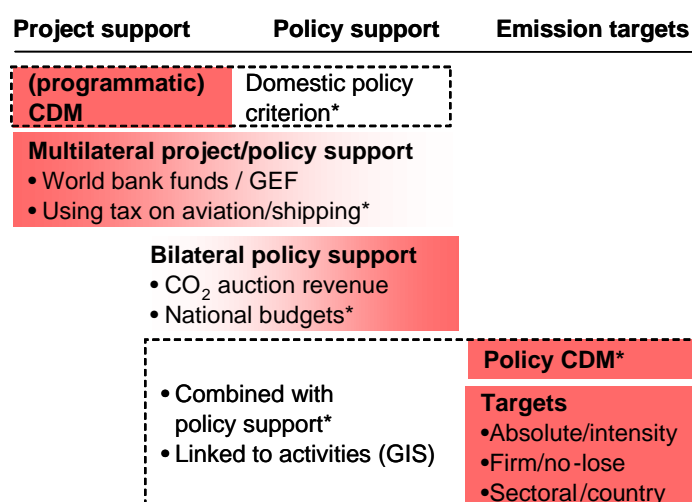 Project support Policy support Emission targets
(programmatic) Domestic policy
CDM criterion*
Multilateral project/policy support
• World bank funds / GEF
• Using tax on aviation/shipping*
Bilateral policy support
• CO2 auction revenue
• National budgets*
Policy CDM*
• Combined with
policy support*
• Linked to activities (GIS)
Targets
•Absolute/intensity
•Firm/no-lose
•Sectoral/country